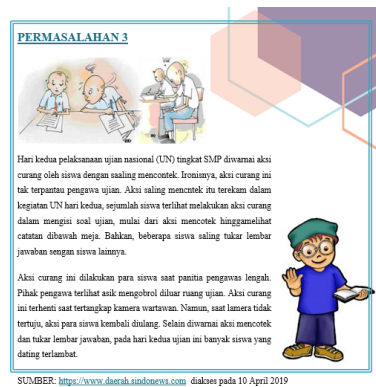 PERMASALAHAN 3
Hari kedua pelaksanaan ujian nasional (UN) tingkat SMP diwarnai aksi
curang oleh siswa dengan saaling mencontek. Ironisnya, aksi curang ini
tak terpantau pengawa ujian. Aksi saling mencntek itu terekam dalam
kegiatan UN hari kedua, sejumlah siswa terlihat melakukan aksi curang
dalam mengisi soal ujian, mulai dari aksi mencotek hinggamelihat
catatan dibawah meja. Bahkan, beberapa siswa saling tukar lembar
jawaban sengan siswa lainnya.
Aksi curang ini dilakukan para siswa saat panitia pengawas lengah.
Pihak pengawa terlihat asik mengobrol diluar ruang ujian. Aksi curang
ini terhenti saat tertangkap kamera wartawan. Namun, saat lamera tidak
tertuju, aksi para siswa kembali diulang. Selain diwarnai aksi mencotek
dan tukar lembar jawaban, pada hari kedua ujian ini banyak siswa yang
dating terlambat.
SUMBER: https://www.daerah.sindonews.com diakses pada 10 April 2019